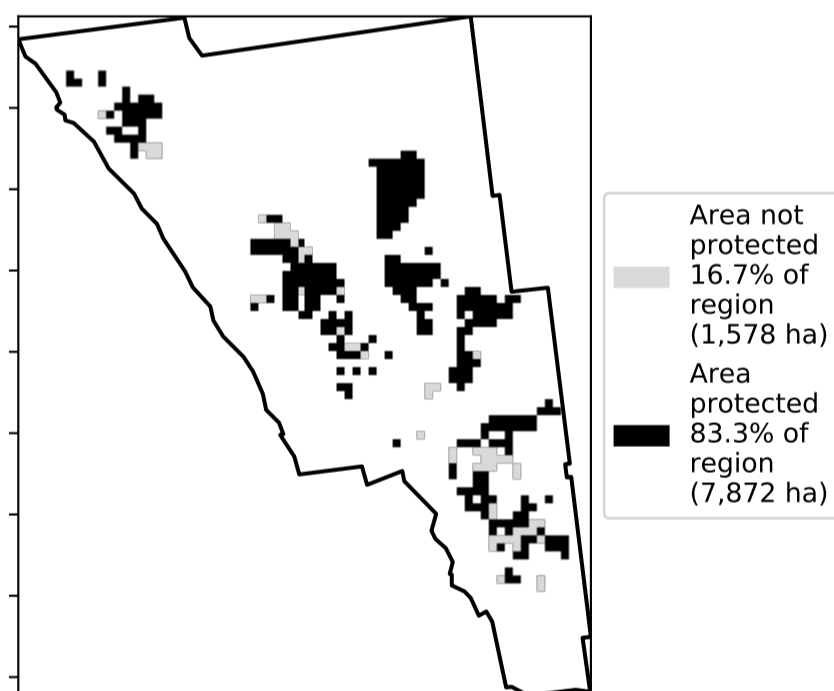 Area not
protected
16.7% of
region
(1,578 ha)
Area
protected
83.3% of
region
(7,872 ha)